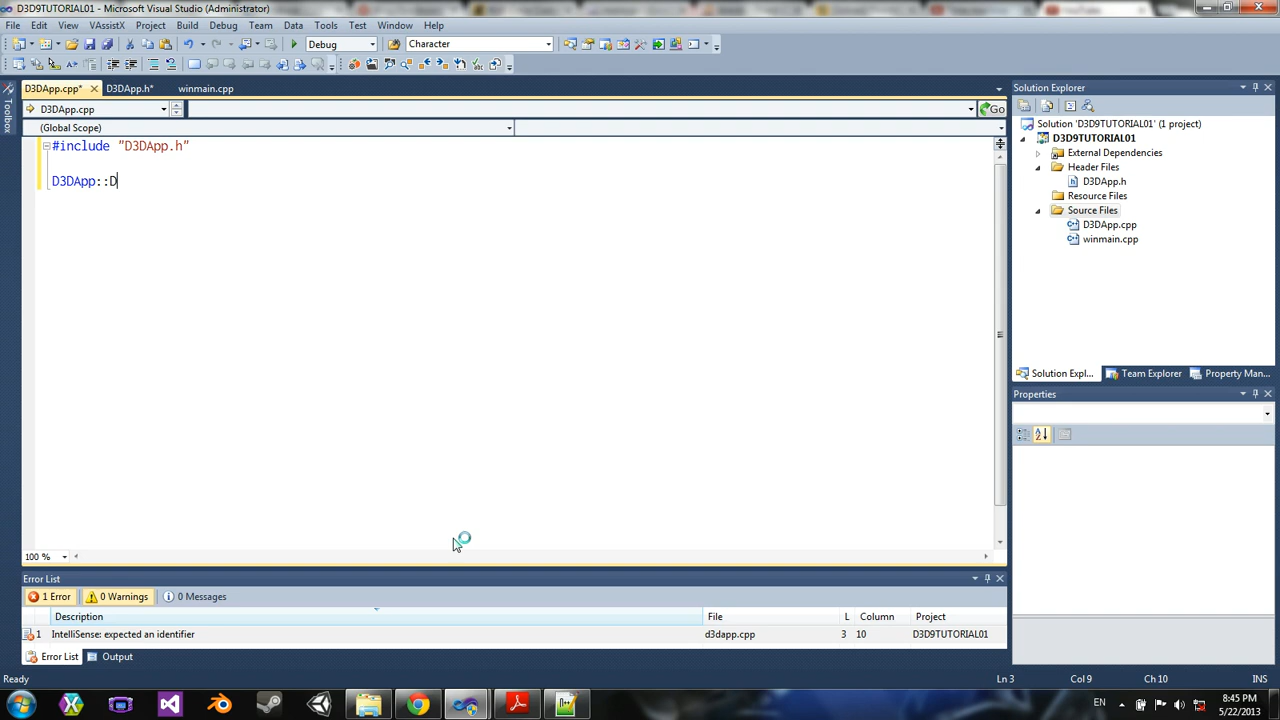 D3D9TUTORIAL01 - Microsoft Visual Studio (Administrator)
File Edit View VAssistX Project Build Debug Team Data Tools Test Window Help
Debug Character
D3DApp.cpp* D3DApp.h* winmain.cpp
D3DApp.cpp Go
(Global Scope)
#include "D3DApp.h"
D3DApp::D
100 %
Toolbox
Solution Explorer
Solution 'D3D9TUTORIAL01' (1 project)
D3D9TUTORIAL01
External Dependencies
Header Files
D3DApp.h
Resource Files
Source Files
D3DApp.cpp
winmain.cpp
Solution Expl... Team Explorer Property Man...
Properties
Error List
1 Error 0 Warnings 0 Messages
Description File L Column Project
1 IntelliSense: expected an identifier d3dapp.cpp 3 10 D3D9TUTORIAL01
Error List Output
Ready Ln 3 Col 9 Ch 10 INS
EN 8:45 PM
5/22/2013